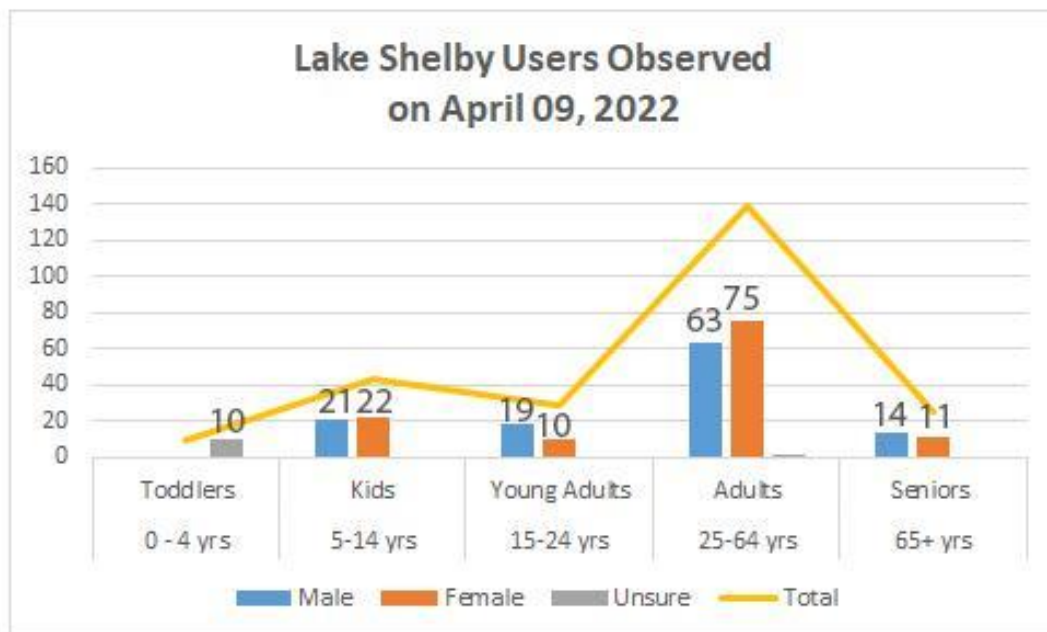 Lake Shelby Users Observed
on April 09, 2022
160
140
120
100
80
60
40
20
0
10
21 22
19 10
63 75
14 11
Toddlers Kids Young Adults Adults Seniors
0 - 4 yrs 5-14 yrs 15-24 yrs 25-64 yrs 65+ yrs
Male Female Unsure Total